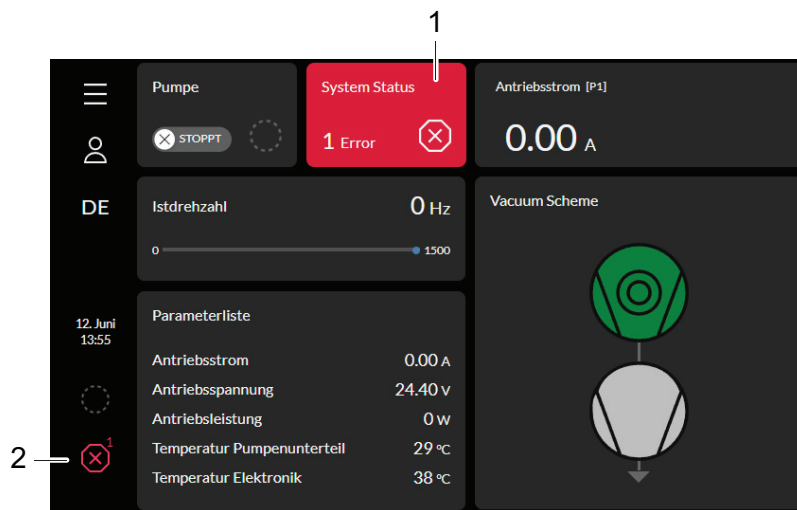 1
Pumpe
STOPPT
System Status
1 Error
Antriebsstrom [P1]
0.00 A
DE
Istdrehzahl
0 Hz
0
1500
Vacuum Scheme
12. Juni
13:55
Parameterliste
Antriebsstrom 0.00 A
Antriebsspannung 24.40 V
Antriebsleistung 0 W
Temperatur Pumpenunterteil 29 °C
Temperatur Elektronik 38 °C
1
2